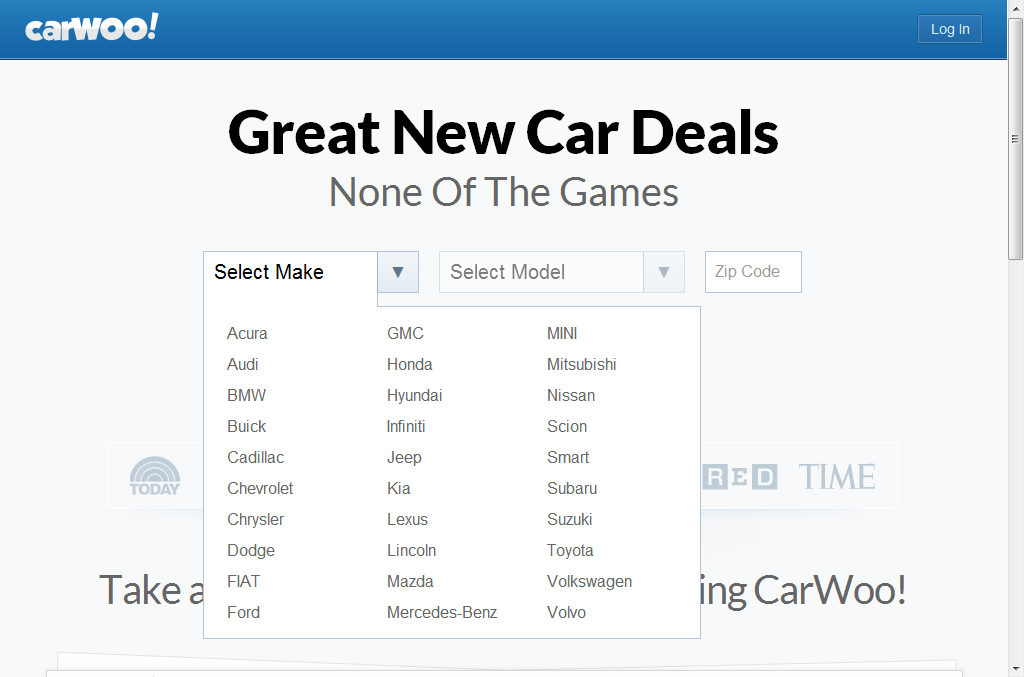 carwoo!
Log In
Great New Car Deals
None Of The Games
Select Make
Select Model
Zip Code
Acura
Audi
BMW
Buick
Cadillac
Chevrolet
Chrysler
Dodge
FIAT
Ford
GMC
Honda
Hyundai
Infiniti
Jeep
Kia
Lexus
Lincoln
Mazda
Mercedes-Benz
MINI
Mitsubishi
Nissan
Scion
Smart
Subaru
Suzuki
Toyota
Volkswagen
Volvo
TODAY
RED
TIME
Take a
ing CarWoo!